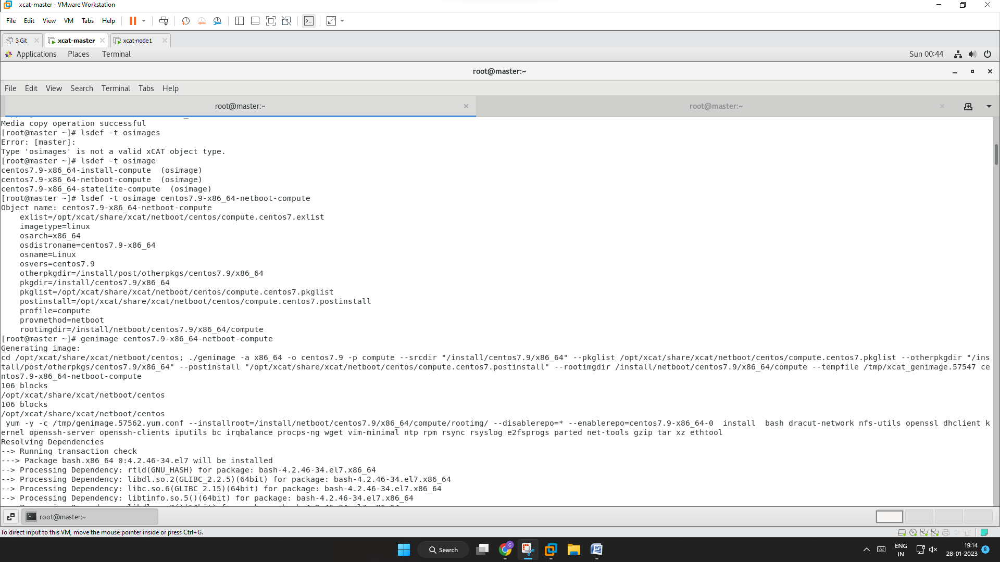 xcat-master - VMware Workstation
File Edit View VM Tabs Help
3 Git xcat-master xcat-node1
Applications Places Terminal Sun 00:44
root@master:~
File Edit View Search Terminal Tabs Help
root@master:~ root@master:~
Media copy operation successful
[root@master ~]# lsdef -t osimages
Error: [master]:
Type 'osimages' is not a valid xCAT object type.
[root@master ~]# lsdef -t osimage
centos7.9-x86_64-install-compute  (osimage)
centos7.9-x86_64-netboot-compute  (osimage)
centos7.9-x86_64-statelite-compute  (osimage)
[root@master ~]# lsdef -t osimage centos7.9-x86_64-netboot-compute
Object name: centos7.9-x86_64-netboot-compute
    exlist=/opt/xcat/share/xcat/netboot/centos/compute.centos7.exlist
    imagetype=linux
    osarch=x86_64
    osdistroname=centos7.9-x86_64
    osname=Linux
    osvers=centos7.9
    otherpkgdir=/install/post/otherpkgs/centos7.9/x86_64
    pkgdir=/install/centos7.9/x86_64
    pkglist=/opt/xcat/share/xcat/netboot/centos/compute.centos7.pkglist
    postinstall=/opt/xcat/share/xcat/netboot/centos/compute.centos7.postinstall
    profile=compute
    provmethod=netboot
    rootimgdir=/install/netboot/centos7.9/x86_64/compute
[root@master ~]# genimage centos7.9-x86_64-netboot-compute
Generating image:
cd /opt/xcat/share/xcat/netboot/centos; ./genimage -a x86_64 -o centos7.9 -p compute --srcdir "/install/centos7.9/x86_64" --pkglist /opt/xcat/share/xcat/netboot/centos/compute.centos7.pkglist --otherpkgdir "/ins
tall/post/otherpkgs/centos7.9/x86_64" --postinstall "/opt/xcat/share/xcat/netboot/centos/compute.centos7.postinstall" --rootimgdir /install/netboot/centos7.9/x86_64/compute --tempfile /tmp/xcat_genimage.57547 ce
ntos7.9-x86_64-netboot-compute
106 blocks
/opt/xcat/share/xcat/netboot/centos
106 blocks
/opt/xcat/share/xcat/netboot/centos
 yum -y -c /tmp/genimage.57562.yum.conf --installroot=/install/netboot/centos7.9/x86_64/compute/rootimg/ --disablerepo=* --enablerepo=centos7.9-x86_64-0  install  bash dracut-network nfs-utils openssl dhclient k
ernel openssh-server openssh-clients iputils bc irqbalance procps-ng wget vim-minimal ntp rpm rsync rsyslog e2fsprogs parted net-tools gzip tar xz ethtool
Resolving Dependencies
--> Running transaction check
---> Package bash.x86_64 0:4.2.46-34.el7 will be installed
--> Processing Dependency: rtld(GNU_HASH) for package: bash-4.2.46-34.el7.x86_64
--> Processing Dependency: libdl.so.2(GLIBC_2.2.5)(64bit) for package: bash-4.2.46-34.el7.x86_64
--> Processing Dependency: libc.so.6(GLIBC_2.15)(64bit) for package: bash-4.2.46-34.el7.x86_64
--> Processing Dependency: libtinfo.so.5()(64bit) for package: bash-4.2.46-34.el7.x86_64
root@master:~
To direct input to this VM, move the mouse pointer inside or press Ctrl+G.
Search
C
ENG
IN
19:14
28-01-2023
8